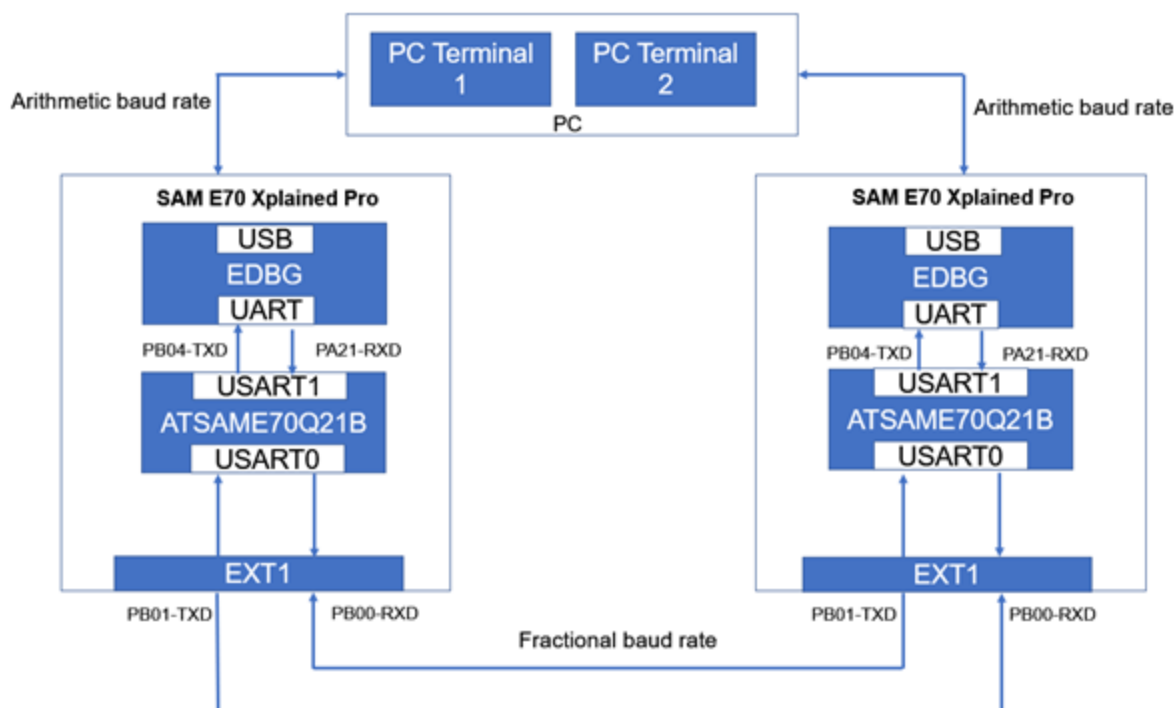 PC Terminal
1
PC Terminal
2
PC
Arithmetic baud rate
Arithmetic baud rate
SAM E70 Xplained Pro
USB
EDBG
UART
PB04-TXD
PA21-RXD
USART1
ATSAME70Q21B
USART0
EXT1
PB01-TXD
PB00-RXD
SAM E70 Xplained Pro
USB
EDBG
UART
PB04-TXD
PA21-RXD
USART1
ATSAME70Q21B
USART0
EXT1
PB01-TXD
PB00-RXD
Fractional baud rate